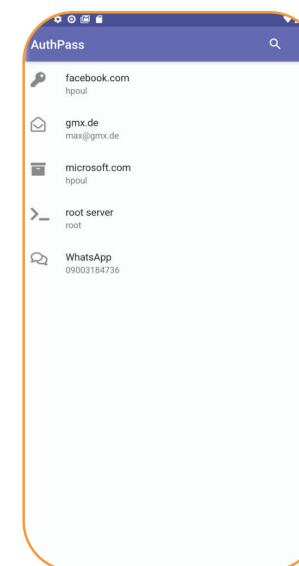 AuthPass
facebook.com
hpoul
gmx.de
max@gmx.de
microsoft.com
hpoul
root server
root
WhatsApp
09003184736